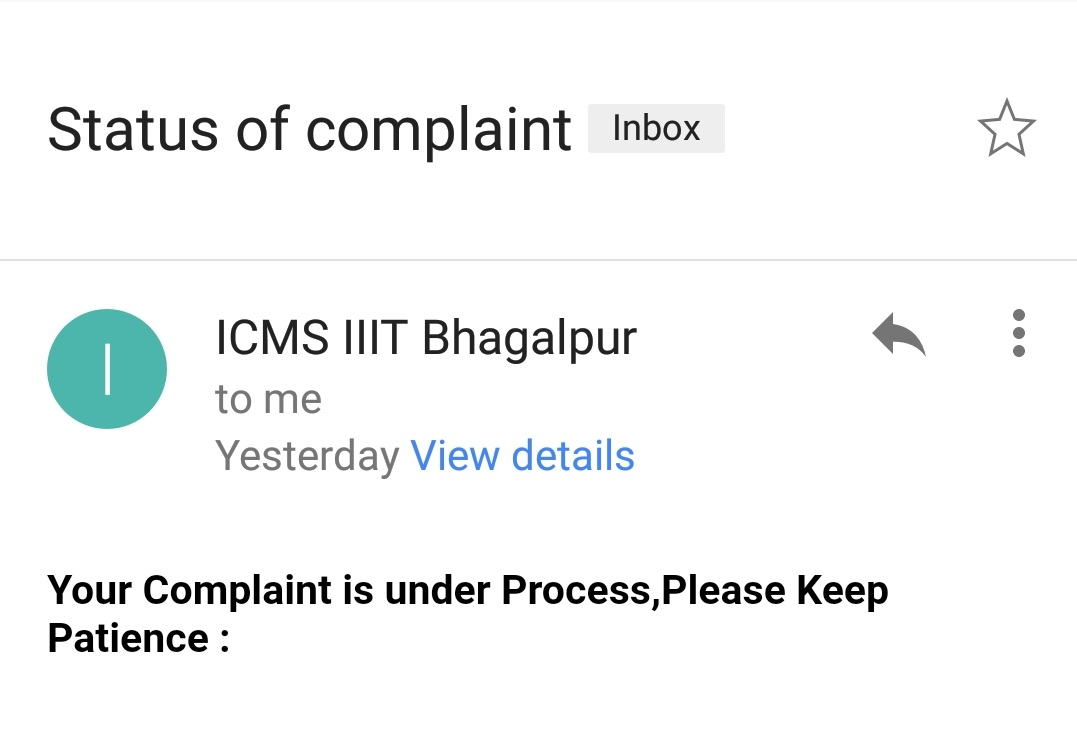 Status of complaint Inbox
I
ICMS IIIT Bhagalpur
to me
Yesterday View details
Your Complaint is under Process,Please Keep
Patience :